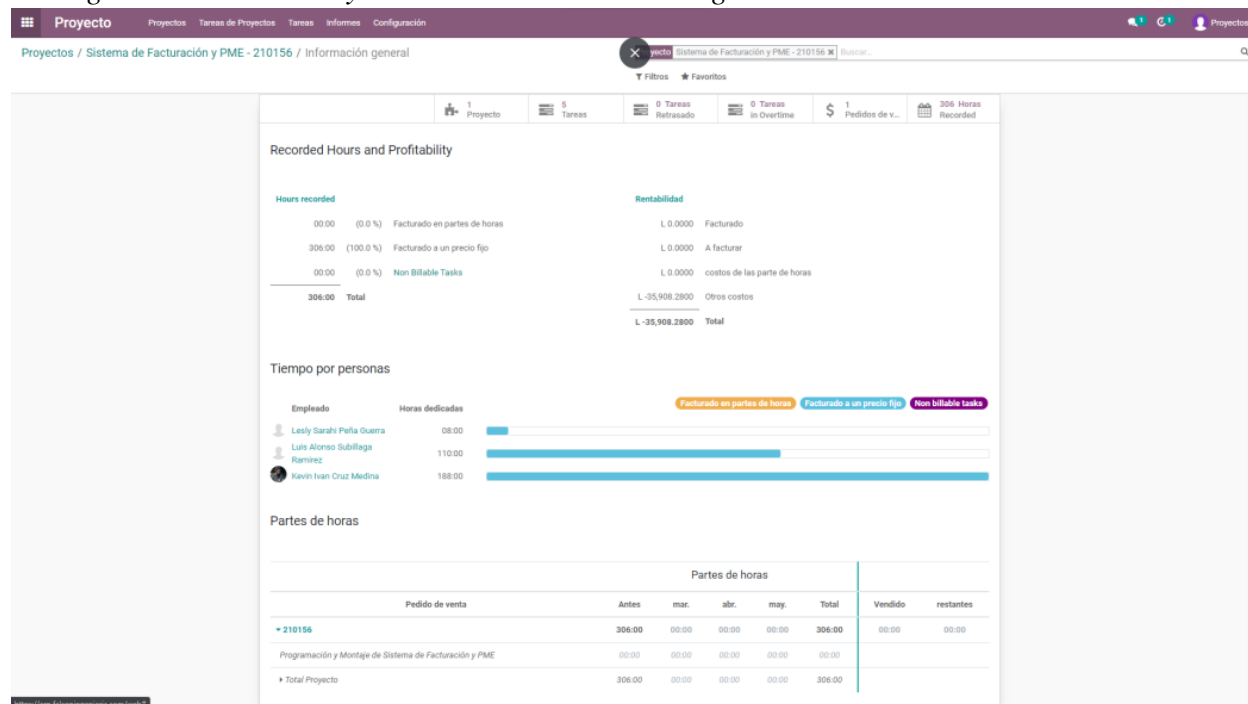 Proyecto Proyectos Tareas de Proyectos Tareas Informes Configuración 1 1 Proyectos
Proyectos / Sistema de Facturación y PME - 210156 / Información general
Sistema de Facturación y PME - 210156 Buscar...
Filtros Favoritos
1 Proyecto
5 Tareas
0 Tareas Retrasado
0 Tareas in Overtime
1 Pedidos de v...
306 Horas Recorded
Recorded Hours and Profitability
Hours recorded
00:00 (0.0 %) Facturado en partes de horas
306:00 (100.0 %) Facturado a un precio fijo
00:00 (0.0 %) Non Billable Tasks
306:00 Total
Rentabilidad
L 0.0000 Facturado
L 0.0000 A facturar
L 0.0000 costos de las parte de horas
L -35,908.2800 Otros costos
L -35,908.2800 Total
Tiempo por personas
Facturado en partes de horas Facturado a un precio fijo Non billable tasks
Empleado Horas dedicadas
Lesly Sarahi Peña Guerra 08:00
Luis Alonso Subillaga Ramirez 110:00
Kevin Ivan Cruz Medina 188:00
Partes de horas
Partes de horas
Pedido de venta Antes mar. abr. may. Total Vendido restantes
210156 306:00 00:00 00:00 00:00 306:00 00:00 00:00
Programación y Montaje de Sistema de Facturación y PME 00:00 00:00 00:00 00:00 00:00
Total Proyecto 306:00 00:00 00:00 00:00 306:00